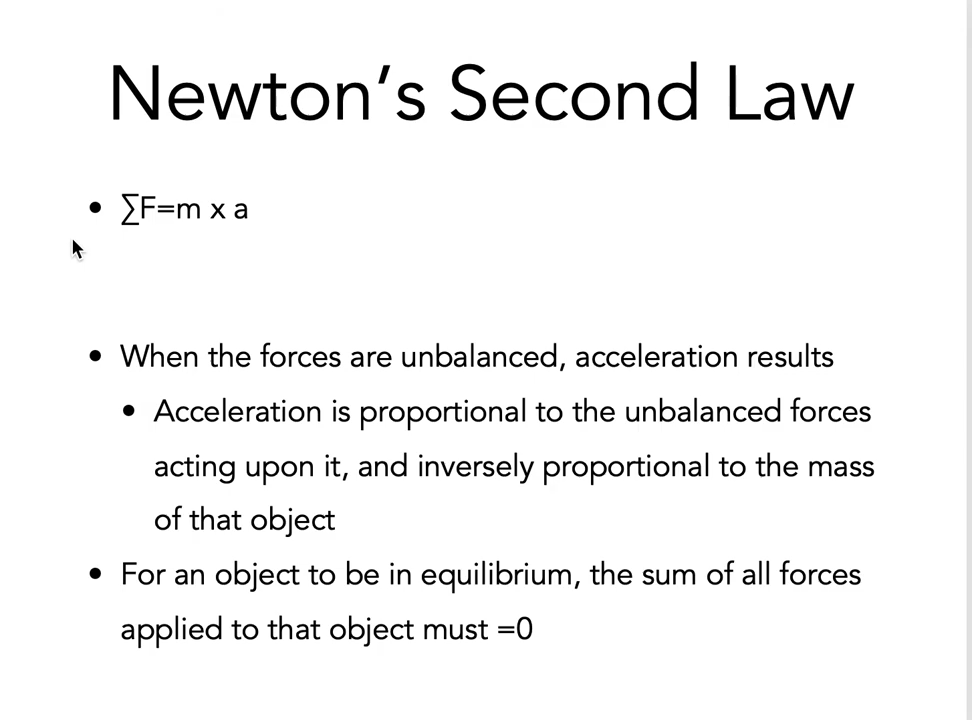 Newton’s Second Law
• ∑F=m x a
• When the forces are unbalanced, acceleration results
• Acceleration is proportional to the unbalanced forces
acting upon it, and inversely proportional to the mass
of that object
• For an object to be in equilibrium, the sum of all forces
applied to that object must =0